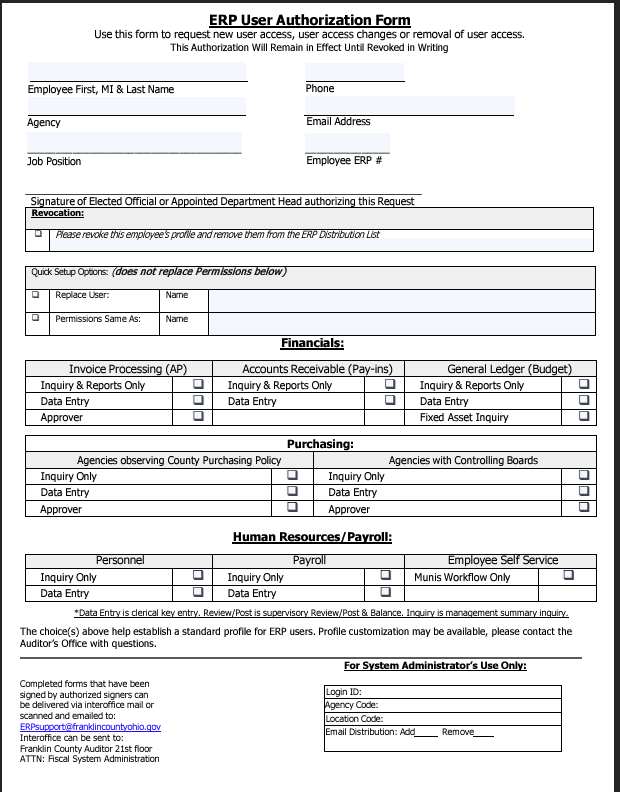 ERP User Authorization Form
Use this form to request new user access, user access changes or removal of user access.
This Authorization Will Remain in Effect Until Revoked in Writing
Employee First, MI & Last Name
Phone
Agency
Email Address
Job Position
Employee ERP #
Signature of Elected Official or Appointed Department Head authorizing this Request
Revocation:
Please revoke this employee's profile and remove them from the ERP Distribution List
Quick Setup Options: (does not replace Permissions below)
Replace User: Name
Permissions Same As: Name
Financials:
Invoice Processing (AP) Accounts Receivable (Pay-ins) General Ledger (Budget)
Inquiry & Reports Only Inquiry & Reports Only Inquiry & Reports Only
Data Entry Data Entry Data Entry
Approver Fixed Asset Inquiry
Purchasing:
Agencies observing County Purchasing Policy Agencies with Controlling Boards
Inquiry Only Inquiry Only
Data Entry Data Entry
Approver Approver
Human Resources/Payroll:
Personnel Payroll Employee Self Service
Inquiry Only Inquiry Only Munis Workflow Only
Data Entry Data Entry
*Data Entry is clerical key entry. Review/Post is supervisory Review/Post & Balance. Inquiry is management summary inquiry.
The choice(s) above help establish a standard profile for ERP users. Profile customization may be available, please contact the
Auditor's Office with questions.
For System Administrator's Use Only:
Completed forms that have been
signed by authorized signers can
be delivered via interoffice mail or
scanned and emailed to:
ERPsupport@franklincountyohio.gov
Interoffice can be sent to:
Franklin County Auditor 21st floor
ATTN: Fiscal System Administration
Login ID:
Agency Code:
Location Code:
Email Distribution: Add_____ Remove____